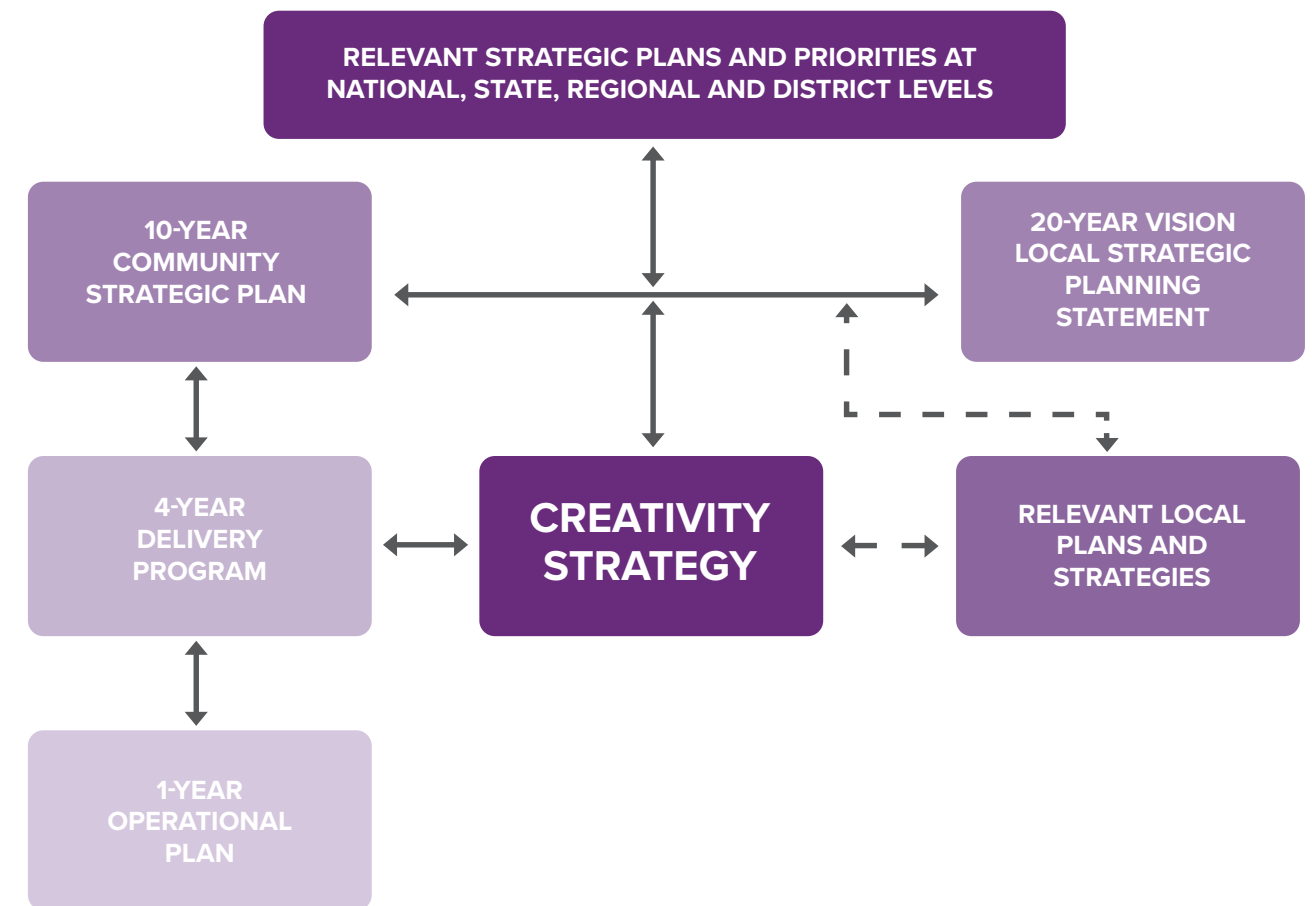 RELEVANT STRATEGIC PLANS AND PRIORITIES AT
NATIONAL, STATE, REGIONAL AND DISTRICT LEVELS
10-YEAR
COMMUNITY
STRATEGIC PLAN
20-YEAR VISION
LOCAL STRATEGIC
PLANNING
STATEMENT
4-YEAR
DELIVERY
PROGRAM
CREATIVITY
STRATEGY
RELEVANT LOCAL
PLANS AND
STRATEGIES
1-YEAR
OPERATIONAL
PLAN